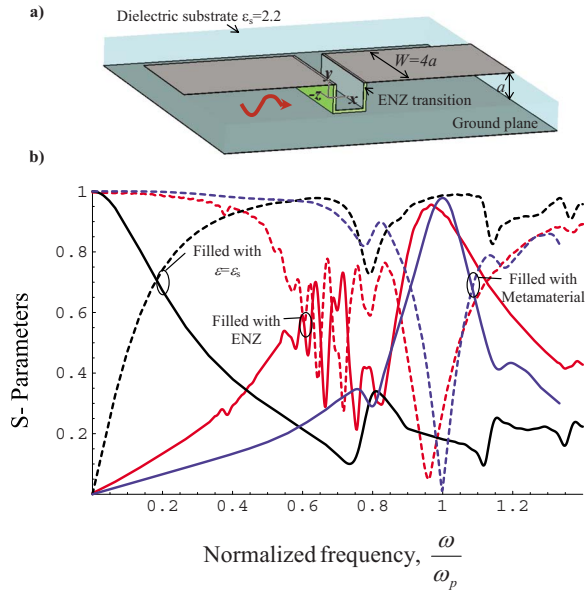 a)
Dielectric substrate εs=2.2
W=4a
y
a
-z
x
ENZ transition
Ground plane
b)
1
0.8
0.6
0.4
0.2
S- Parameters
Filled with
ε=εs
Filled with
ENZ
Filled with
Metamaterial
0.2 0.4 0.6 0.8 1 1.2
Normalized frequency, ω/ωp